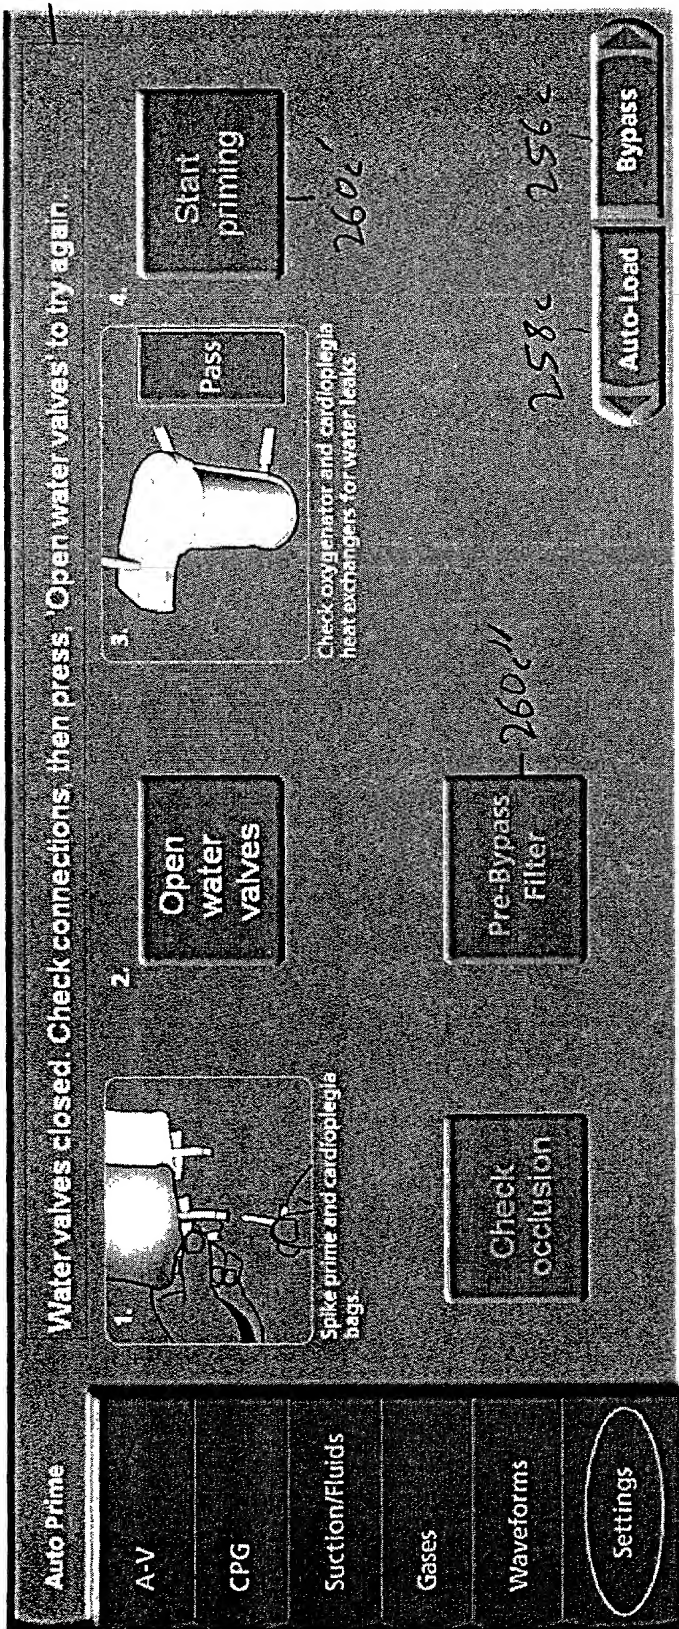 Auto Prime
Water valves closed. Check connections, then press, 'Open water valves' to try again.
A-V
CPG
Suction/Fluids
Gases
Waveforms
Settings
1.
Spike prime and cardioplegia
bags.
2.
Open
water
valves
3.
Pass
Check oxygenator and cardioplegia
heat exchangers for water leaks.
4.
Start
priming
260c'
Check
occlusion
Pre-Bypass
Filter
260c"
258c
256c
Auto-Load
Bypass